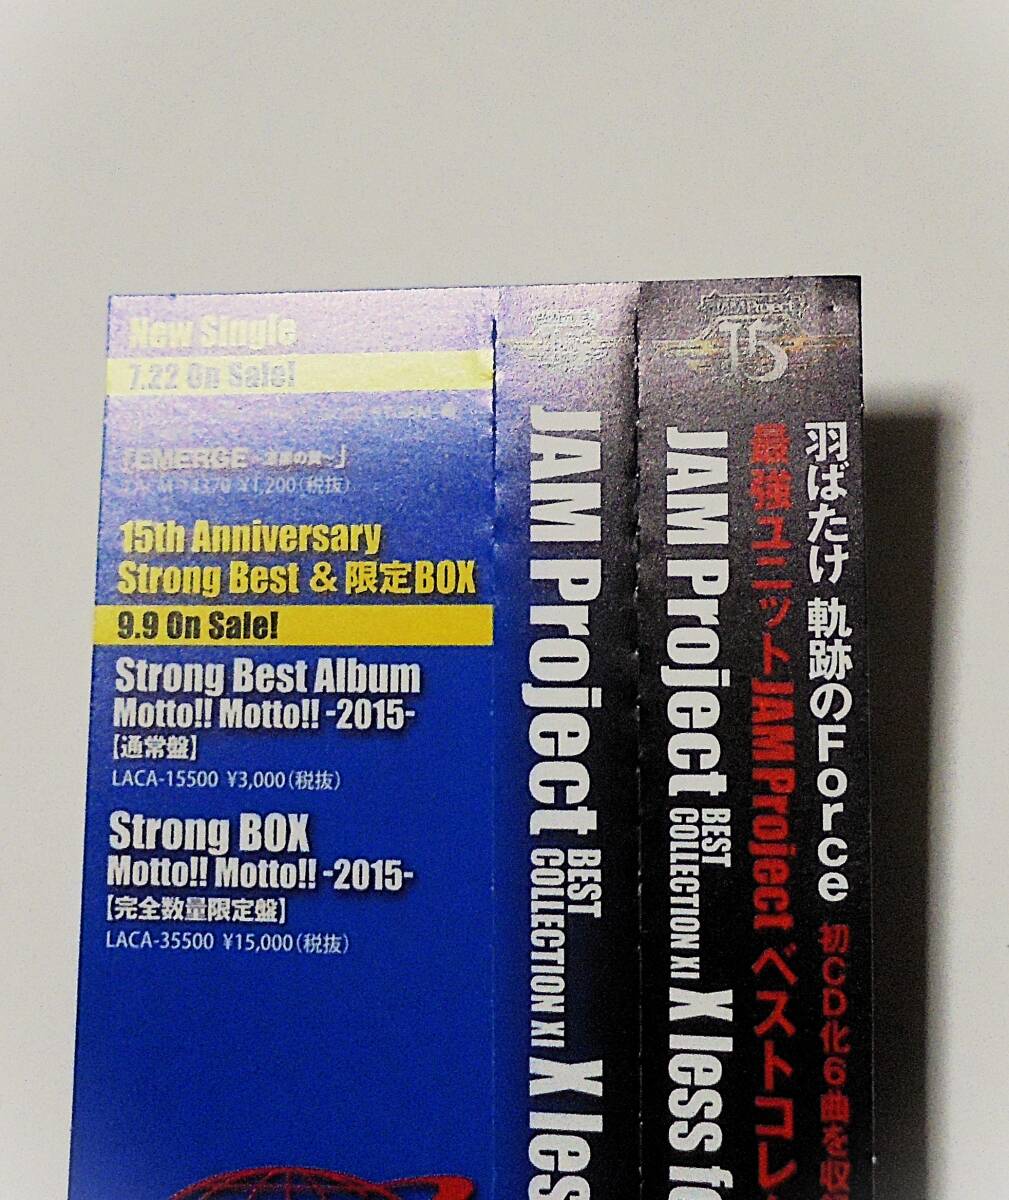 New Single
7.22 On Sale!
「EMERGE
¥1,200(税抜)
15th Anniversary
Strong Best & 限定BOX
9.9 On Sale!
Strong Best Album
Motto!! Motto!! -2015-
【通常盤】
LACA-15500 ¥3,000(税抜)
Strong BOX
Motto!! Motto!! -2015-
【完全数量限定盤】
LACA-35500 ¥15,000(税抜)
15
JAM Project BEST COLLECTION XI X les
JAM Project
15
JAM Project BEST COLLECTION XI X less fo
最強ユニットJAM Project ベストコレ
羽ばたけ 軌跡のForce 初CD化6曲を収